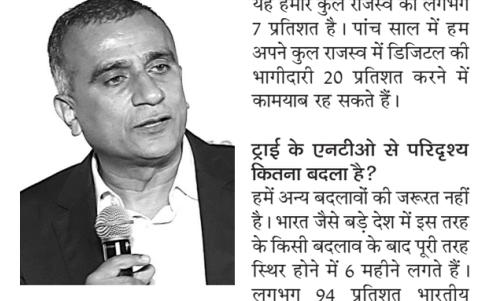 यह हमारे कुल राजस्व का लगभग
7 प्रतिशत है। पांच साल में हम
अपने कुल राजस्व में डिजिटल की
भागीदारी 20 प्रतिशत करने में
कामयाब रह सकते हैं।
ट्राई के एनटीओ से परिदृश्य
कितना बदला है?
हमें अन्य बदलावों की जरूरत नहीं
है। भारत जैसे बड़े देश में इस तरह
के किसी बदलाव के बाद पूरी तरह
स्थिर होने में 6 महीने लगते हैं।
लगभग 94 प्रतिशत भारतीय